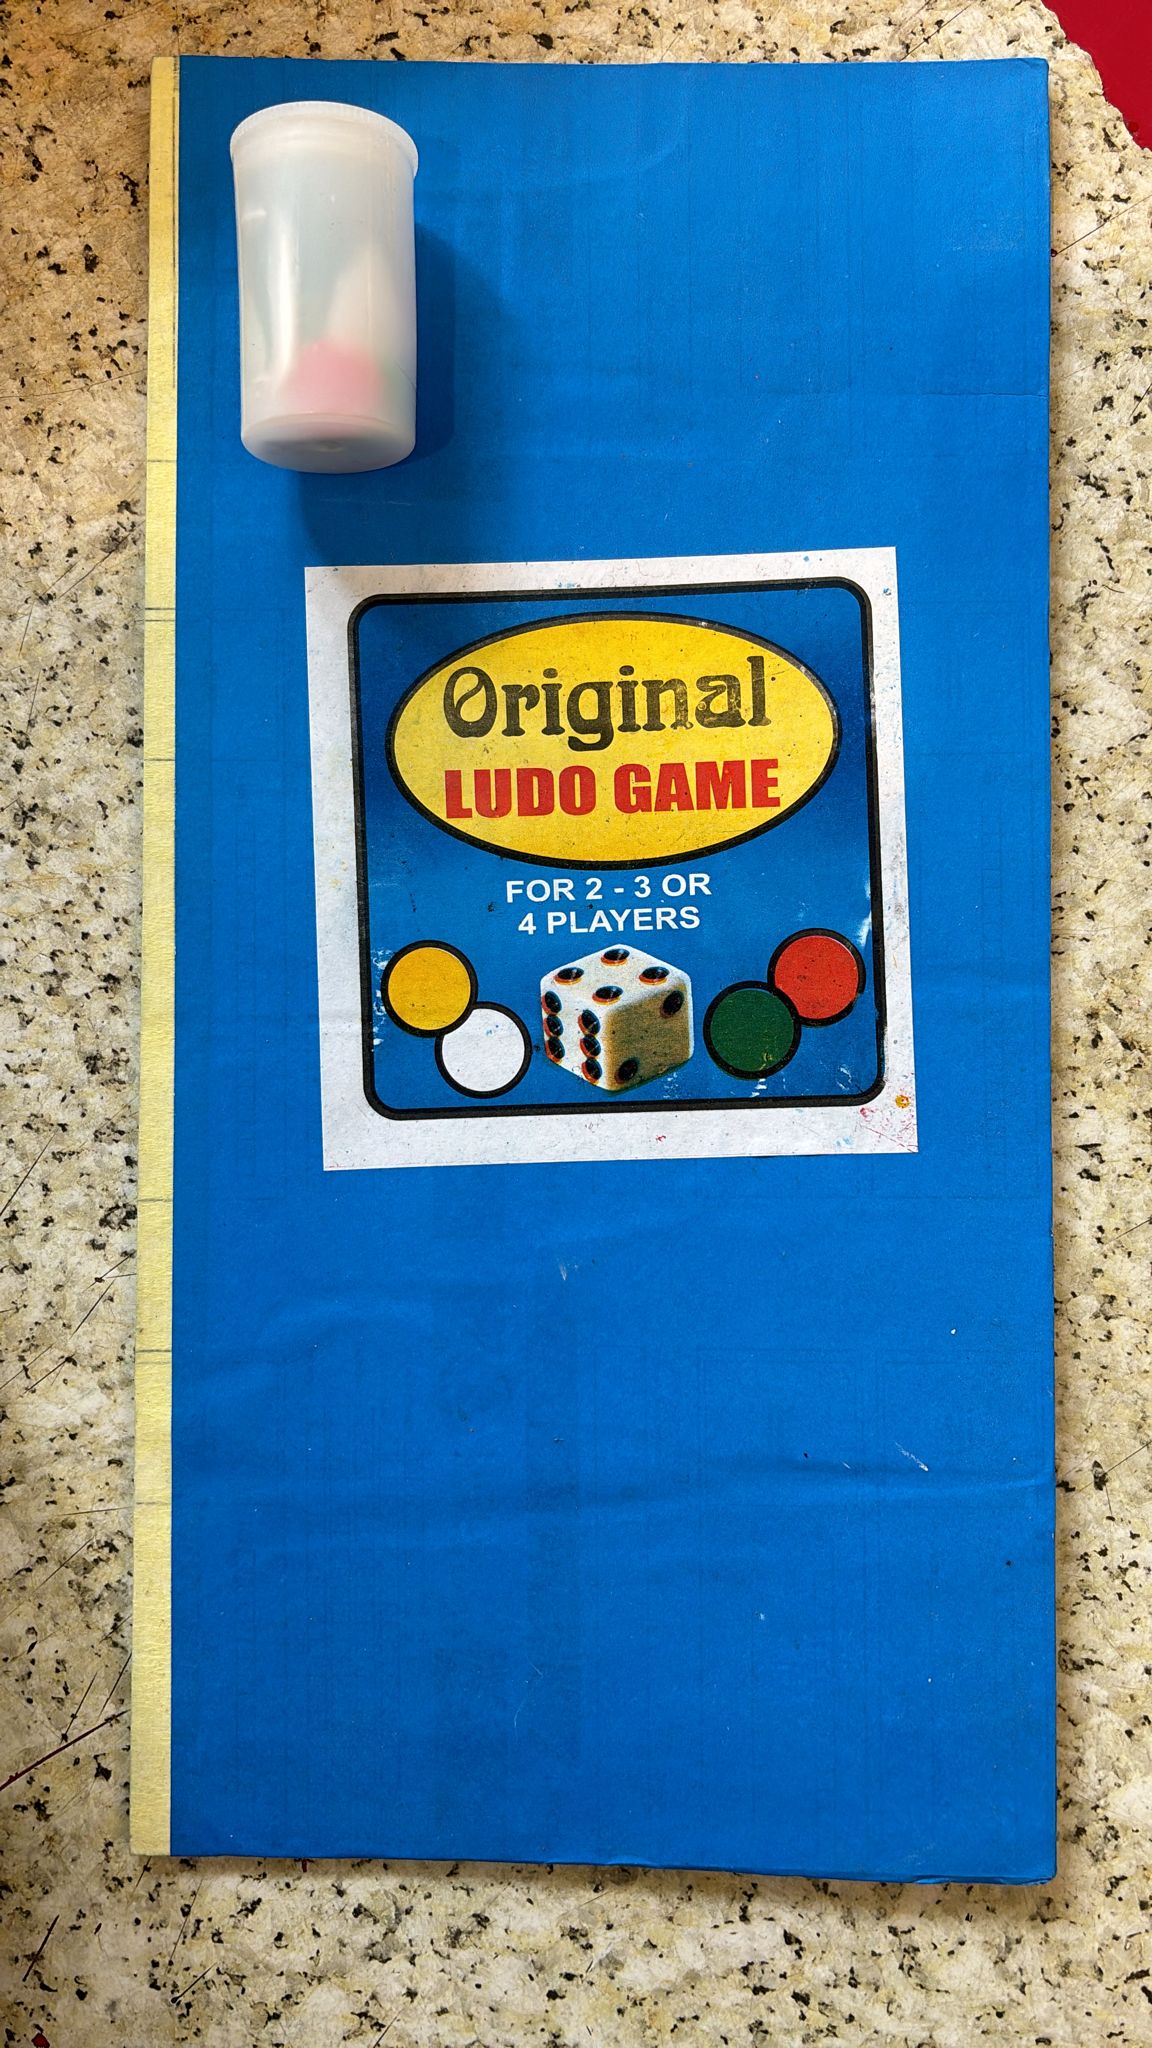 Original
LUDO GAME
FOR 2 - 3 OR
4 PLAYERS